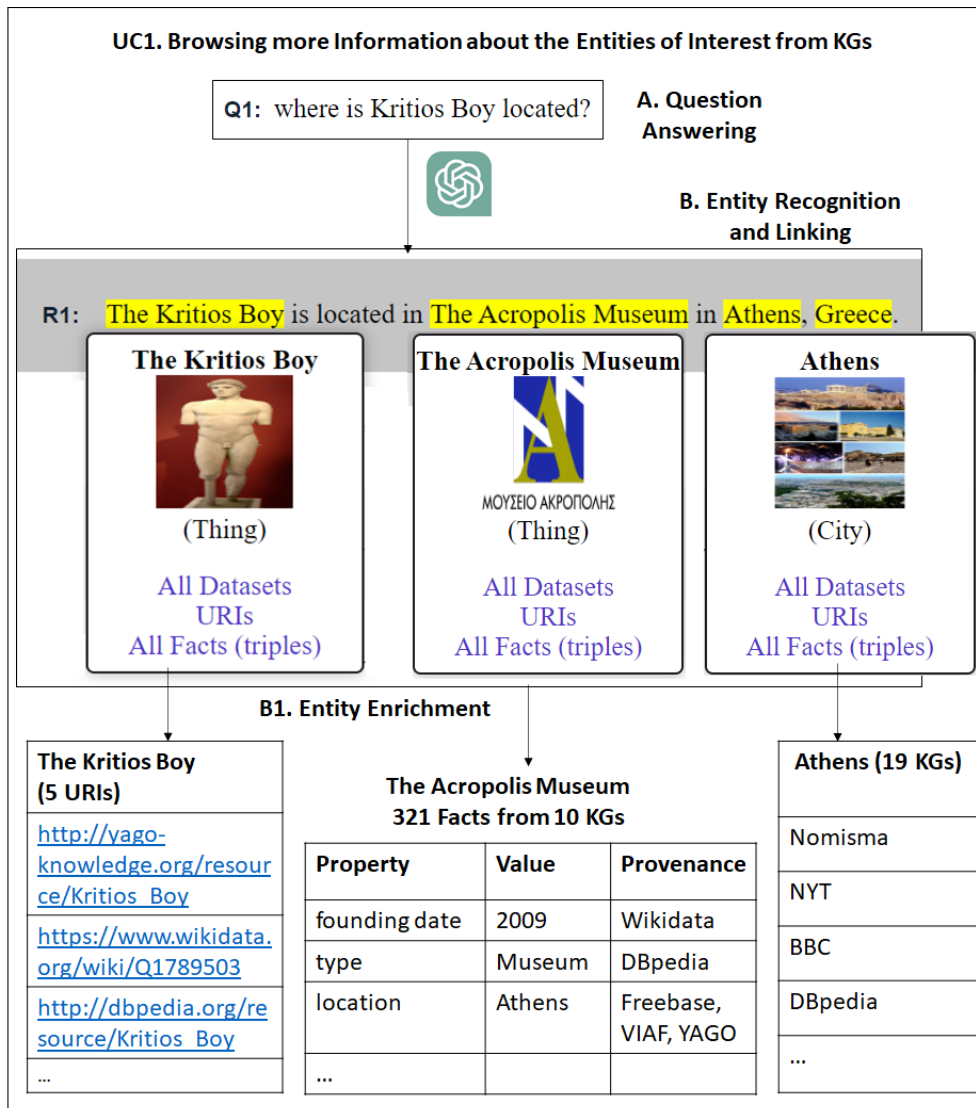 UC1. Browsing more Information about the Entities of Interest from KGs
Q1: where is Kritios Boy located?
A. Question
Answering
B. Entity Recognition
and Linking
R1: The Kritios Boy is located in The Acropolis Museum in Athens, Greece.
The Kritios Boy
(Thing)
All Datasets
URIs
All Facts (triples)
The Acropolis Museum
ΜΟΥΣΕΙΟ ΑΚΡΟΠΟΛΗΣ
(Thing)
All Datasets
URIs
All Facts (triples)
Athens
(City)
All Datasets
URIs
All Facts (triples)
B1. Entity Enrichment
The Kritios Boy
(5 URIs)
http://yago-
knowledge.org/resour
ce/Kritios_Boy
https://www.wikidata.
org/wiki/Q1789503
http://dbpedia.org/re
source/Kritios_Boy
...
The Acropolis Museum
321 Facts from 10 KGs
Property Value Provenance
founding date 2009 Wikidata
type Museum DBpedia
location Athens Freebase,
VIAF, YAGO
...
Athens (19 KGs)
Nomisma
NYT
BBC
DBpedia
...